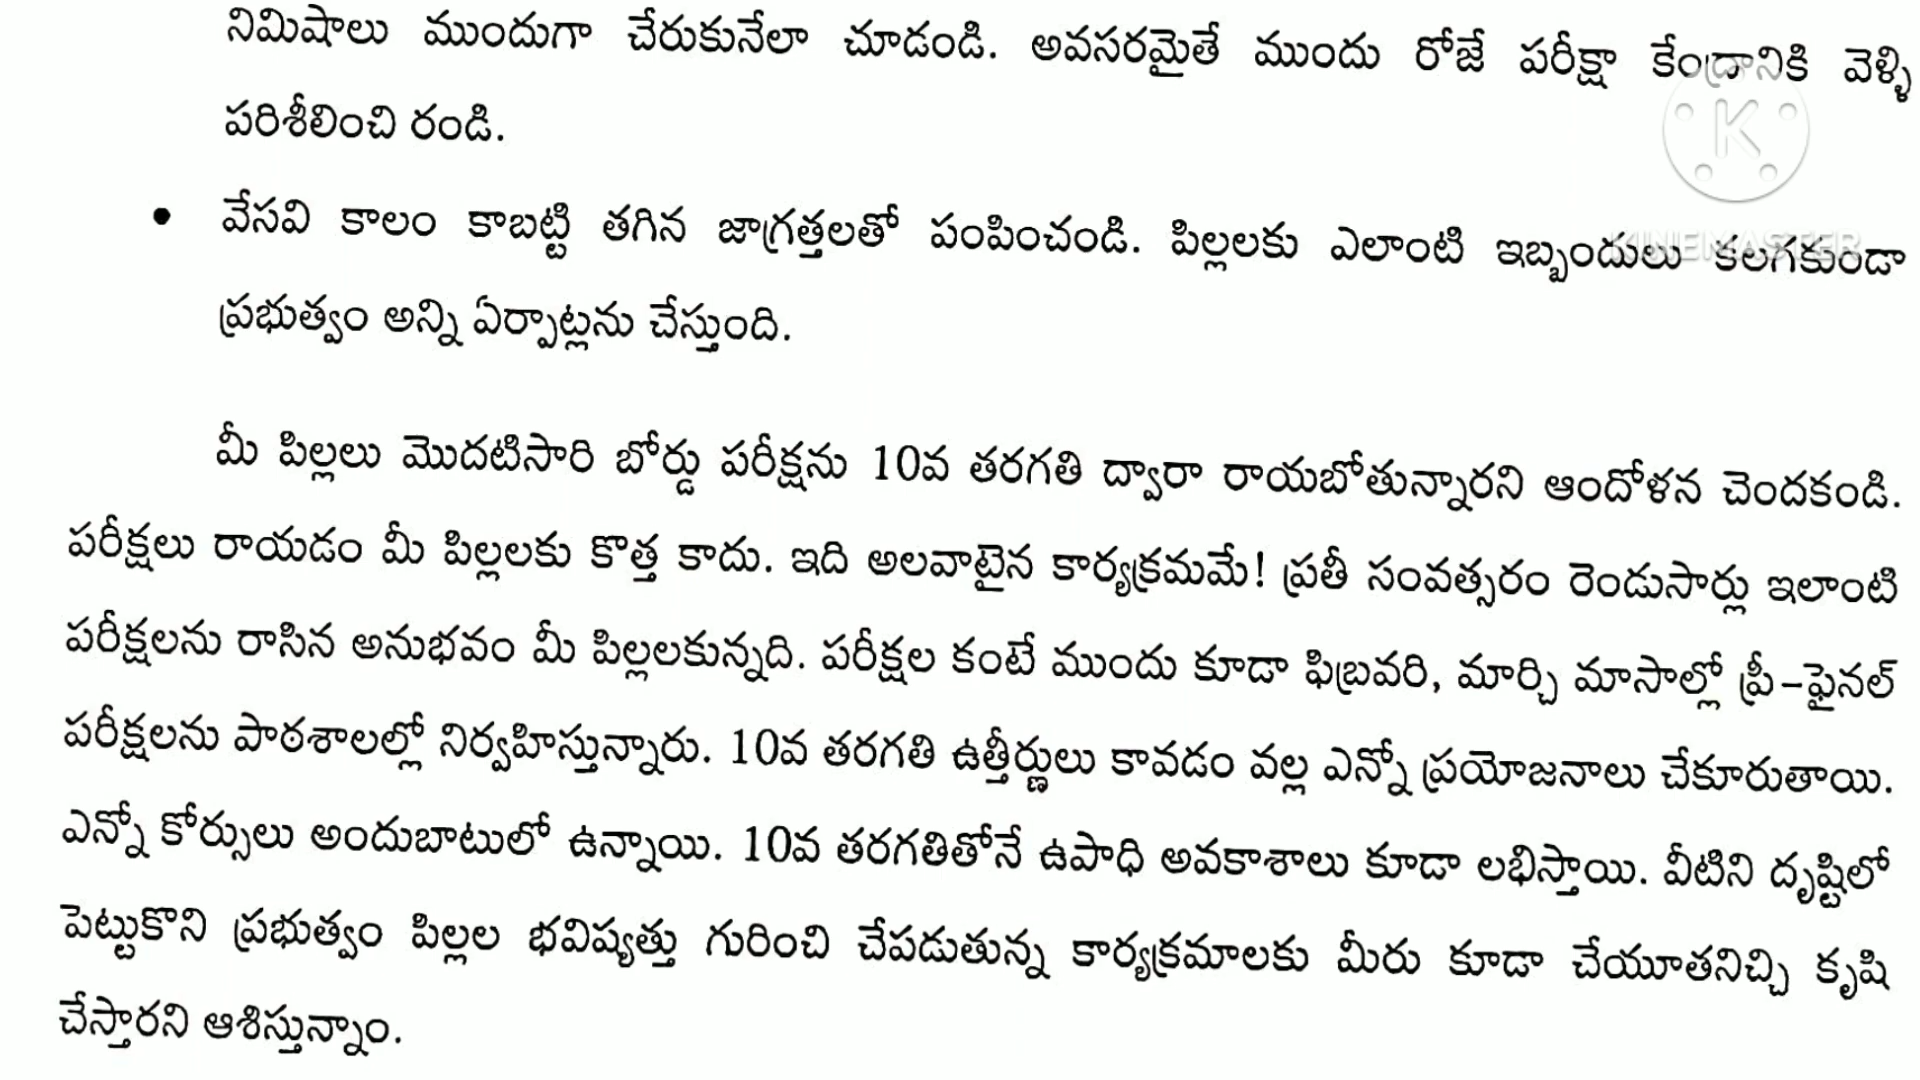 నిమిషాలు ముందుగా చేరుకునేలా చూడండి. అవసరమైతే ముందు రోజే పరీక్షా కేంద్రానికి వెళ్ళి
పరిశీలించి రండి.
• వేసవి కాలం కాబట్టి తగిన జాగ్రత్తలతో పంపించండి. పిల్లలకు ఎలాంటి ఇబ్బందులు కలగకుండా
ప్రభుత్వం అన్ని ఏర్పాట్లను చేస్తుంది.
మీ పిల్లలు మొదటిసారి బోర్డు పరీక్షను 10వ తరగతి ద్వారా రాయబోతున్నారని ఆందోళన చెందకండి.
పరీక్షలు రాయడం మీ పిల్లలకు కొత్త కాదు. ఇది అలవాటైన కార్యక్రమమే! ప్రతీ సంవత్సరం రెండుసార్లు ఇలాంటి
పరీక్షలను రాసిన అనుభవం మీ పిల్లలకున్నది. పరీక్షల కంటే ముందు కూడా ఫిబ్రవరి, మార్చి మాసాల్లో ప్రీ-ఫైనల్
పరీక్షలను పాఠశాలల్లో నిర్వహిస్తున్నారు. 10వ తరగతి ఉత్తీర్ణులు కావడం వల్ల ఎన్నో ప్రయోజనాలు చేకూరుతాయి.
ఎన్నో కోర్సులు అందుబాటులో ఉన్నాయి. 10వ తరగతితోనే ఉపాధి అవకాశాలు కూడా లభిస్తాయి. వీటిని దృష్టిలో
పెట్టుకొని ప్రభుత్వం పిల్లల భవిష్యత్తు గురించి చేపడుతున్న కార్యక్రమాలకు మీరు కూడా చేయూతనిచ్చి కృషి
చేస్తారని ఆశిస్తున్నాం.
K
KINEMASTER